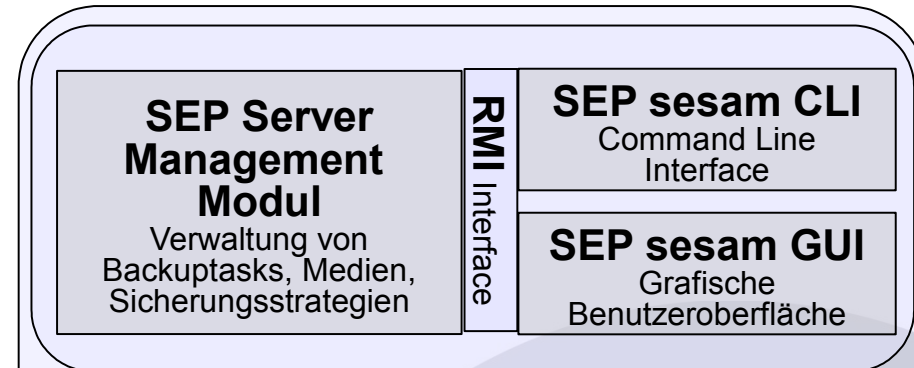 SEP Server
Management
Modul
Verwaltung von
Backuptasks, Medien,
Sicherungsstrategien
RMI Interface
SEP sesam CLI
Command Line
Interface
SEP sesam GUI
Grafische
Benutzeroberfläche